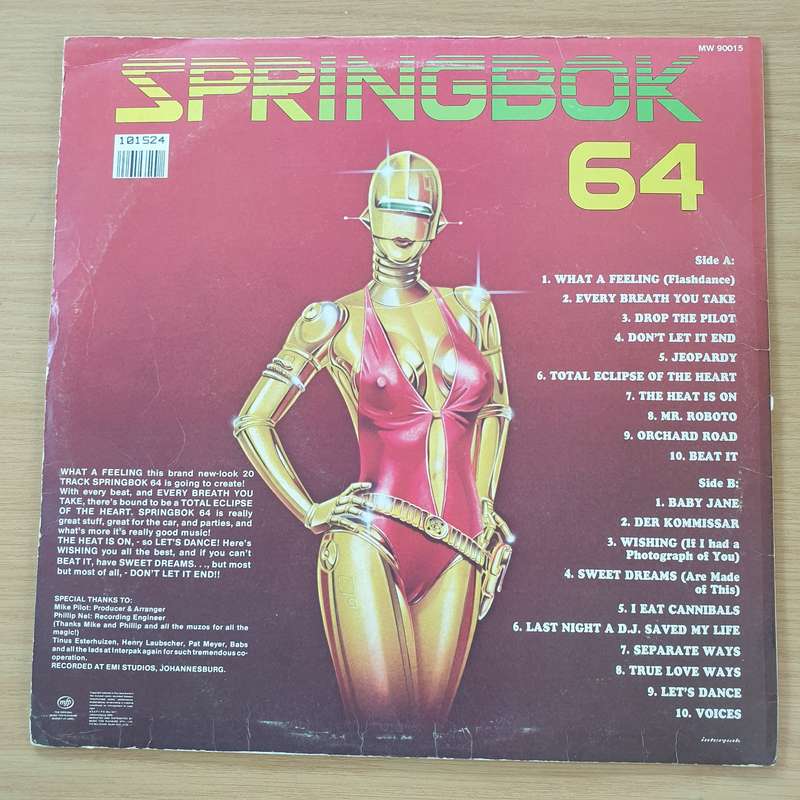 MW 90015
SPRINGBOK
64
101524
Side A:
1. WHAT A FEELING (Flashdance)
2. EVERY BREATH YOU TAKE
3. DROP THE PILOT
4. DON'T LET IT END
5. JEOPARDY
6. TOTAL ECLIPSE OF THE HEART
7. THE HEAT IS ON
8. MR. ROBOTO
9. ORCHARD ROAD
10. BEAT IT
Side B:
1. BABY JANE
2. DER KOMMISSAR
3. WISHING (If I had a
Photograph of You)
4. SWEET DREAMS (Are Made
of This)
5. I EAT CANNIBALS
6. LAST NIGHT A D.J. SAVED MY LIFE
7. SEPARATE WAYS
8. TRUE LOVE WAYS
9. LET'S DANCE
10. VOICES
WHAT A FEELING this brand new-look 20
TRACK SPRINGBOK 64 is going to create!
With every beat, and EVERY BREATH YOU
TAKE, there's bound to be a TOTAL ECLIPSE
OF THE HEART. SPRINGBOK 64 is really
great stuff, great for the car, and parties, and
what's more it's really good music!
THE HEAT IS ON, - so LET'S DANCE! Here's
WISHING you all the best, and if you can't
BEAT IT, have SWEET DREAMS. . ., but most
but most of all, - DON'T LET IT END!!
SPECIAL THANKS TO:
Mike Pilot: Producer & Arranger
Phillip Nel: Recording Engineer
(Thanks Mike and Phillip and all the muzos for all the
magic!)
Tinus Esterhuizen, Henry Laubscher, Pat Meyer, Babs
and all the lads at Interpak again for such tremendous co-
operation.
RECORDED AT EMI STUDIOS, JOHANNESBURG.
mfp
interpak